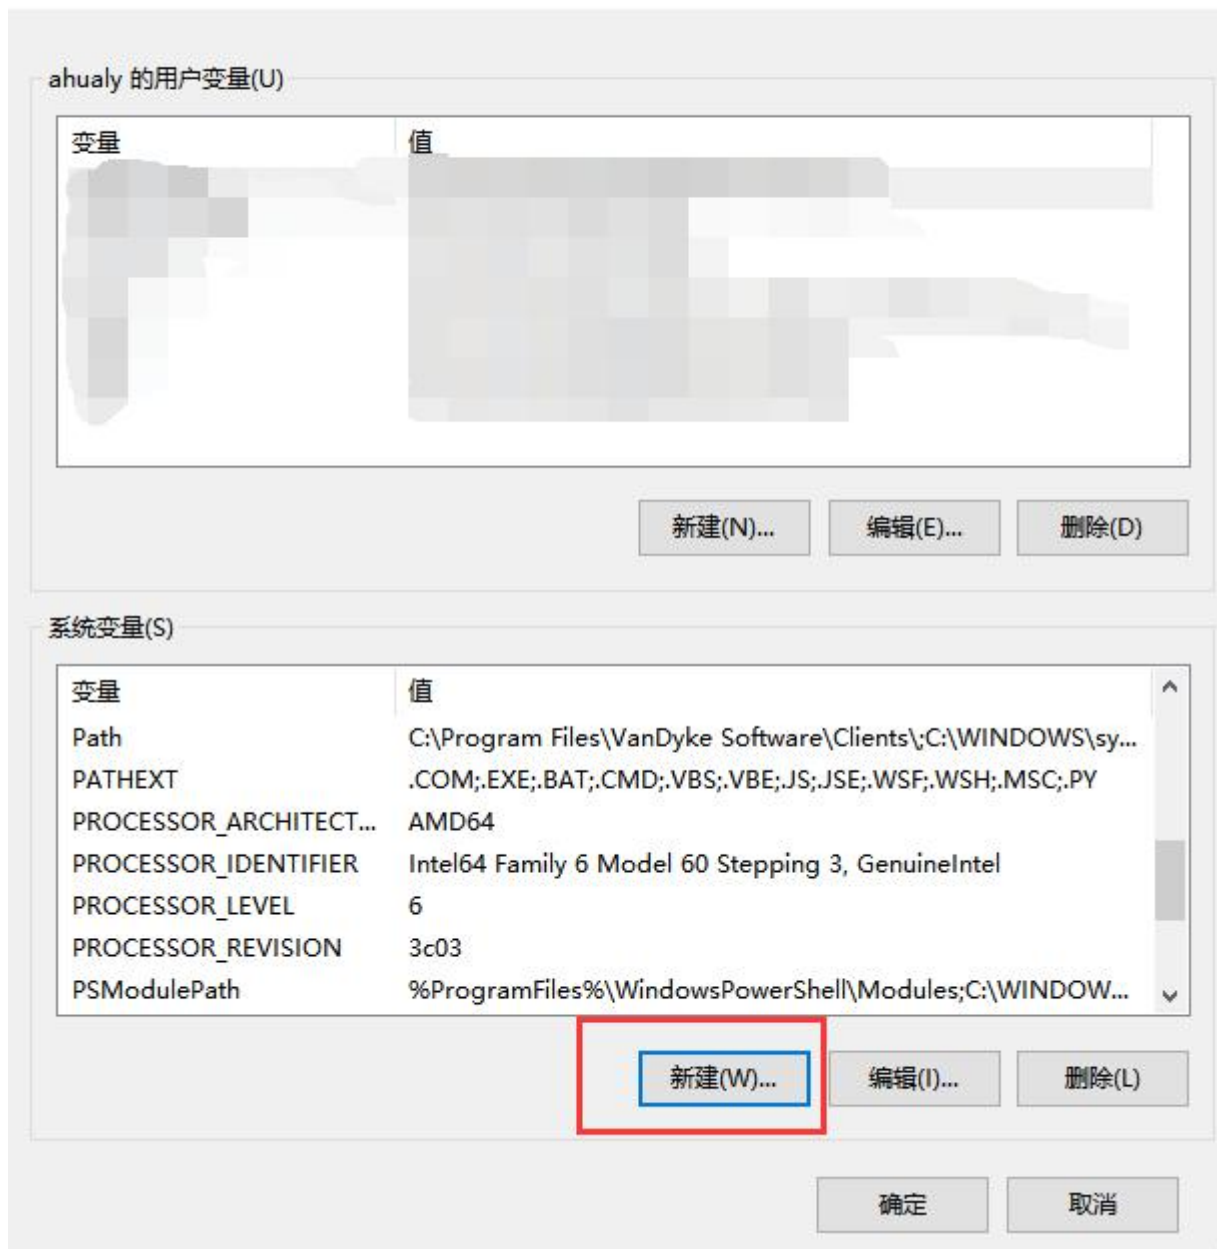 ahualy 的用户变量(U)
变量 值
新建(N)... 编辑(E)... 删除(D)
系统变量(S)
变量 值
Path C:\Program Files\VanDyke Software\Clients\;C:\WINDOWS\sy...
PATHEXT .COM;.EXE;.BAT;.CMD;.VBS;.VBE;.JS;.JSE;.WSF;.WSH;.MSC;.PY
PROCESSOR_ARCHITECT... AMD64
PROCESSOR_IDENTIFIER Intel64 Family 6 Model 60 Stepping 3, GenuineIntel
PROCESSOR_LEVEL 6
PROCESSOR_REVISION 3c03
PSModulePath %ProgramFiles%\WindowsPowerShell\Modules;C:\WINDOW...
新建(W)... 编辑(I)... 删除(L)
确定 取消